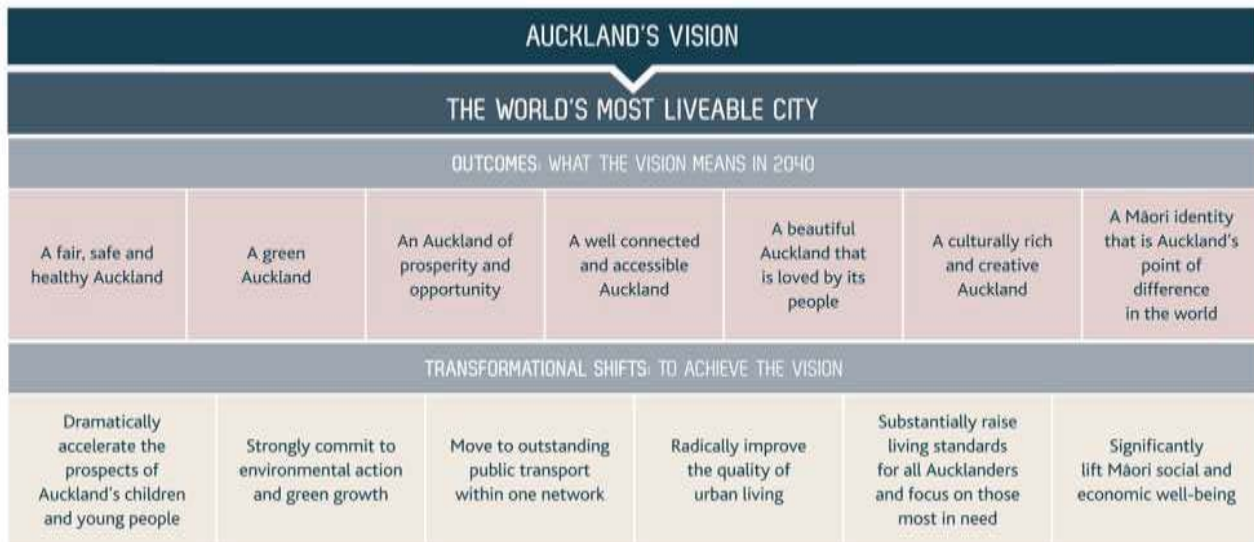 AUCKLAND'S VISION
THE WORLD'S MOST LIVEABLE CITY
OUTCOMES: WHAT THE VISION MEANS IN 2040
A fair, safe and
healthy Auckland
A green
Auckland
An Auckland of
prosperity and
opportunity
A well connected
and accessible
Auckland
A beautiful
Auckland that
is loved by its
people
A culturally rich
and creative
Auckland
A Māori identity
that is Auckland's
point of
difference
in the world
TRANSFORMATIONAL SHIFTS: TO ACHIEVE THE VISION
Dramatically
accelerate the
prospects of
Auckland's children
and young people
Strongly commit to
environmental action
and green growth
Move to outstanding
public transport
within one network
Radically improve
the quality of
urban living
Substantially raise
living standards
for all Aucklanders
and focus on those
most in need
Significantly
lift Māori social and
economic well-being